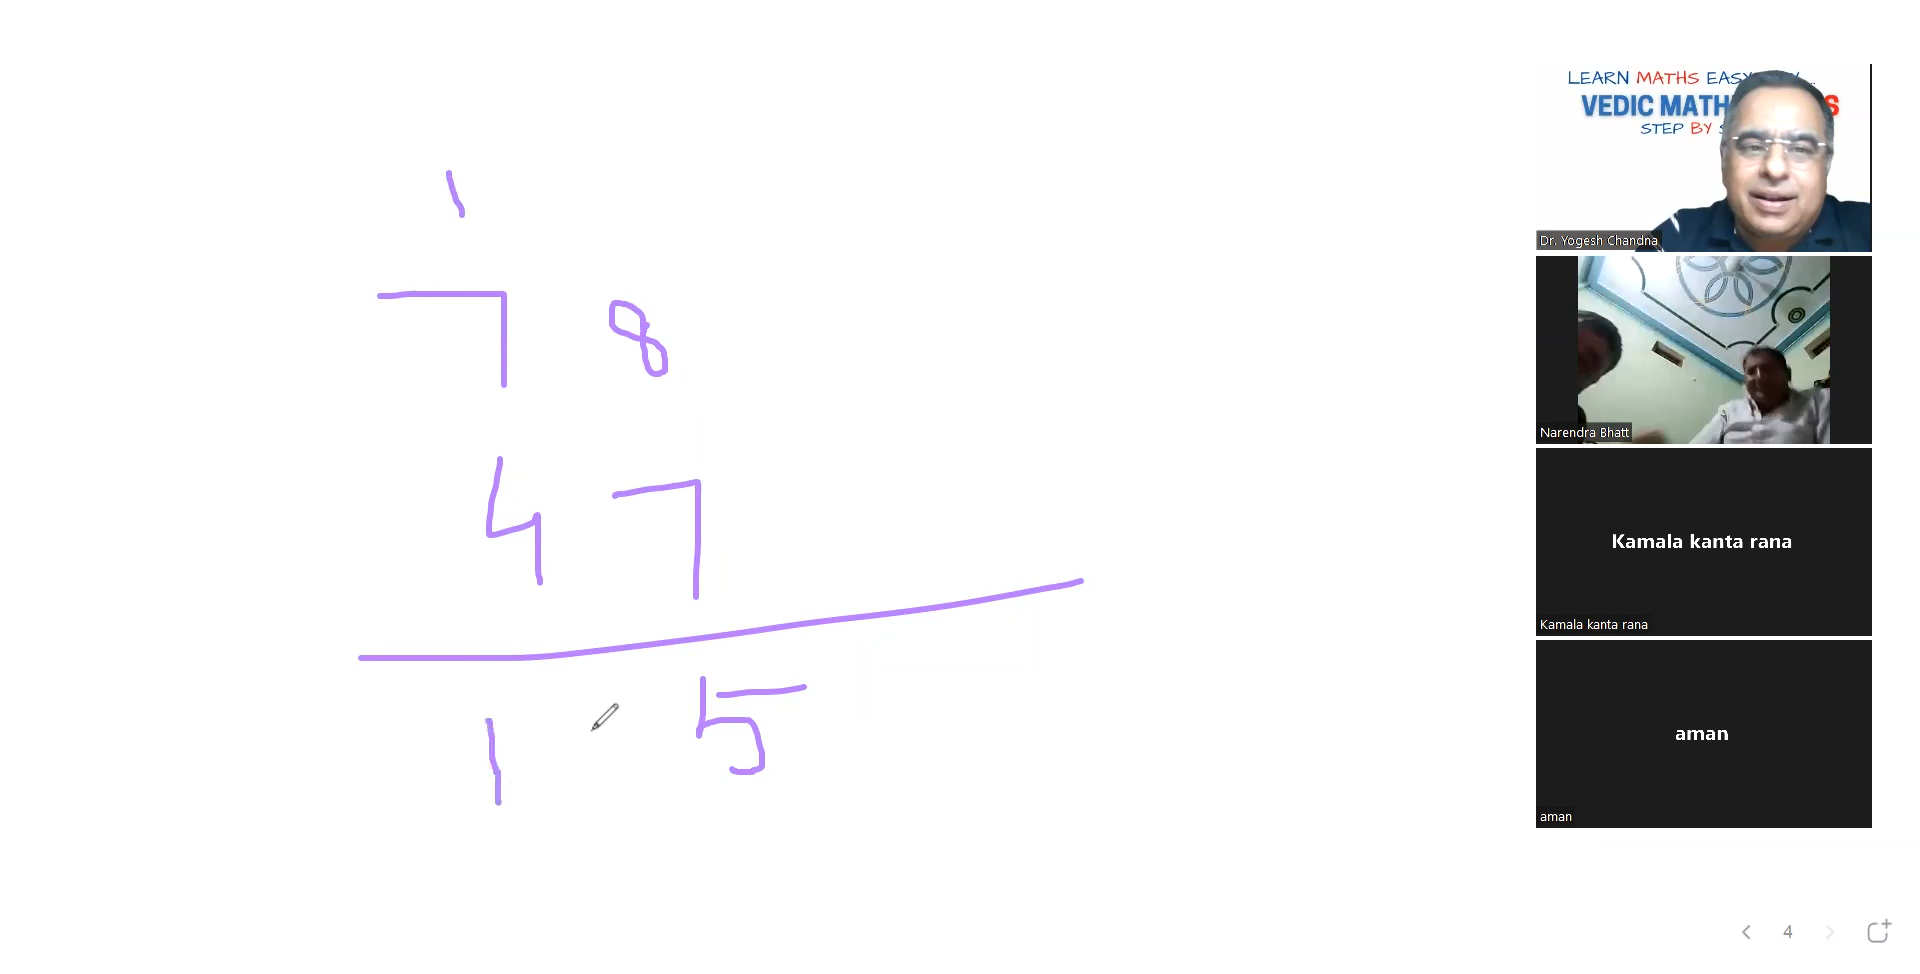 1
7 8
4 7
1 5
LEARN MATHS EASY
VEDIC MATH S
STEP BY
Dr. Yogesh Chandna
Narendra Bhatt
Kamala kanta rana
Kamala kanta rana
aman
aman
4